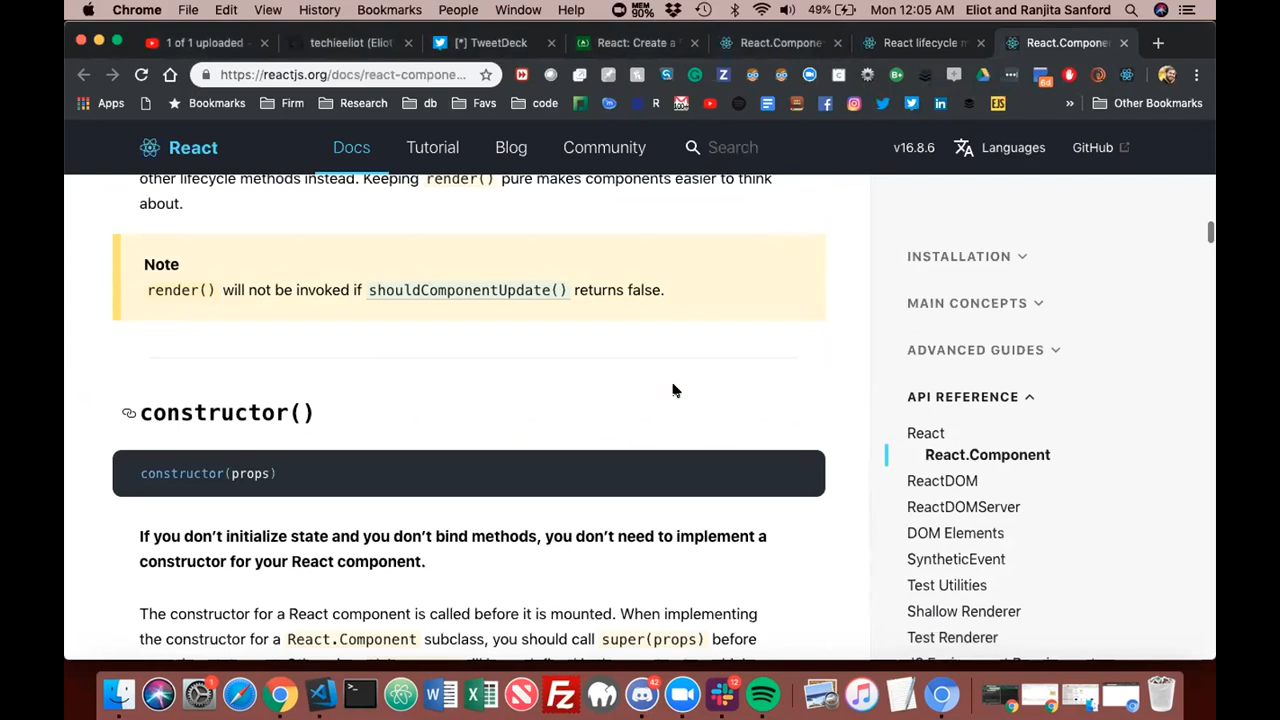 Chrome File Edit View History Bookmarks People Window Help MEM 90% 49% Mon 12:05 AM Eliot and Ranjita Sanford
1 of 1 uploaded techieeliot (Eliot [*] TweetDeck React: Create a React.Compone React lifecycle m React.Compone
https://reactjs.org/docs/react-compone... 6d
Apps Bookmarks Firm Research db Favs code R 100+ EJS » Other Bookmarks
React Docs Tutorial Blog Community Search v16.8.6 Languages GitHub
other lifecycle methods instead. Keeping render() pure makes components easier to think
about.
Note
render() will not be invoked if shouldComponentUpdate() returns false.
constructor()
constructor(props)
If you don’t initialize state and you don’t bind methods, you don’t need to implement a
constructor for your React component.
The constructor for a React component is called before it is mounted. When implementing
the constructor for a React.Component subclass, you should call super(props) before
INSTALLATION
MAIN CONCEPTS
ADVANCED GUIDES
API REFERENCE
React
React.Component
ReactDOM
ReactDOMServer
DOM Elements
SyntheticEvent
Test Utilities
Shallow Renderer
Test Renderer
42 12